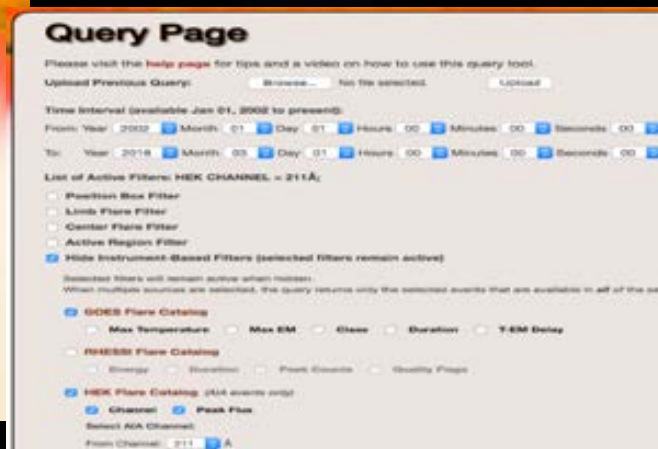 Query Page
Please visit the help page for tips and a video on how to use this query tool.
Upload Previous Query: Browse... No file selected. Upload
Time Interval (available Jan 01, 2002 to present):
From: Year 2002 Month 01 Day 01 Hours 00 Minutes 00 Seconds 00
To: Year 2018 Month 03 Day 01 Hours 00 Minutes 00 Seconds 00
List of Active Filters: HEK CHANNEL = 211Å;
Position Box Filter
Limb Flare Filter
Center Flare Filter
Active Region Filter
Hide Instrument-Based Filters (selected filters remain active)
Selected filters will remain active when hidden.
When multiple sources are selected, the query returns only the selected events that are available in all of the se
GOES Flare Catalog
Max Temperature Max EM Class Duration T-EM Delay
RHESSI Flare Catalog
Energy Duration Peak Counts Quality Flags
HEK Flare Catalog (AIA events only)
Channel Peak Flux
Select AIA Channel:
From Channel: 211 Å